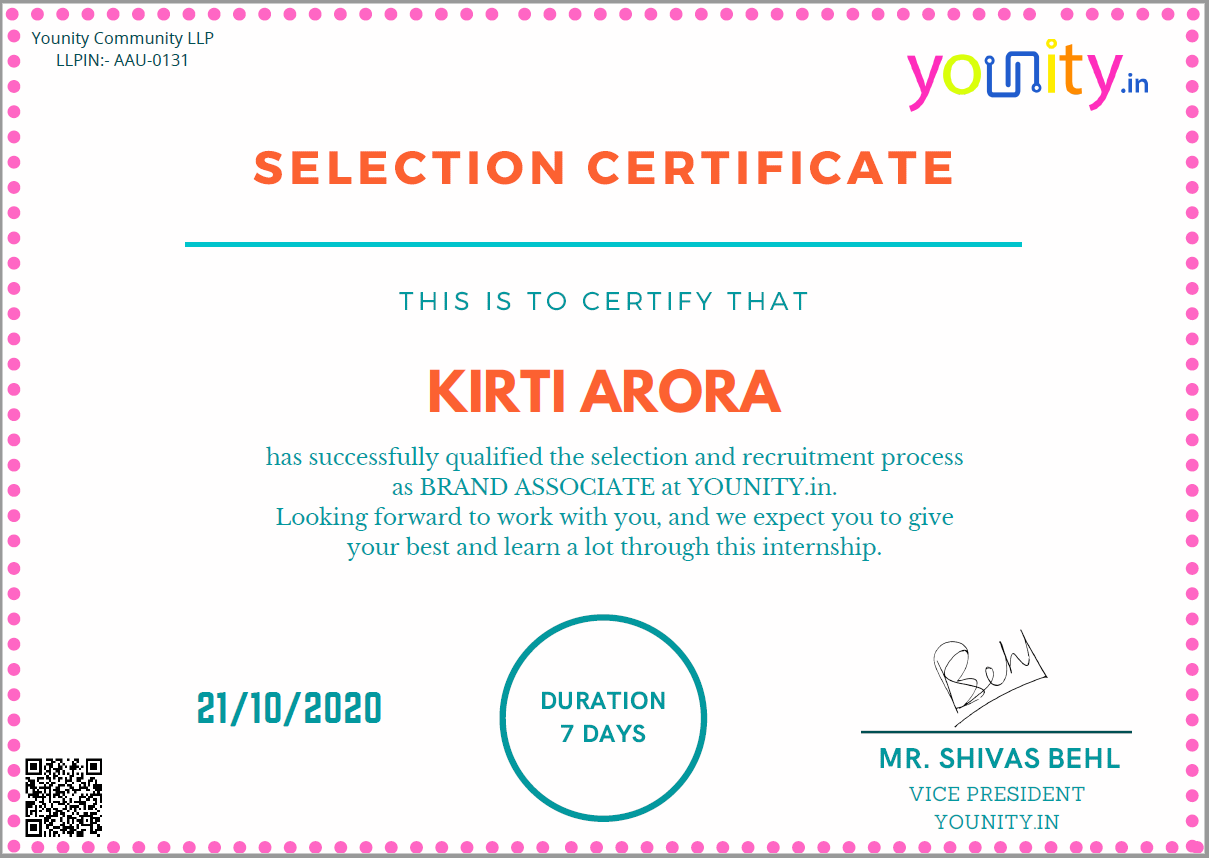 Younity Community LLP
LLPIN:- AAU-0131
younity.in
SELECTION CERTIFICATE
THIS IS TO CERTIFY THAT
KIRTI ARORA
has successfully qualified the selection and recruitment process
as BRAND ASSOCIATE at YOUNITY.in.
Looking forward to work with you, and we expect you to give
your best and learn a lot through this internship.
21/10/2020
DURATION
7 DAYS
Behl
MR. SHIVAS BEHL
VICE PRESIDENT
YOUNITY.IN